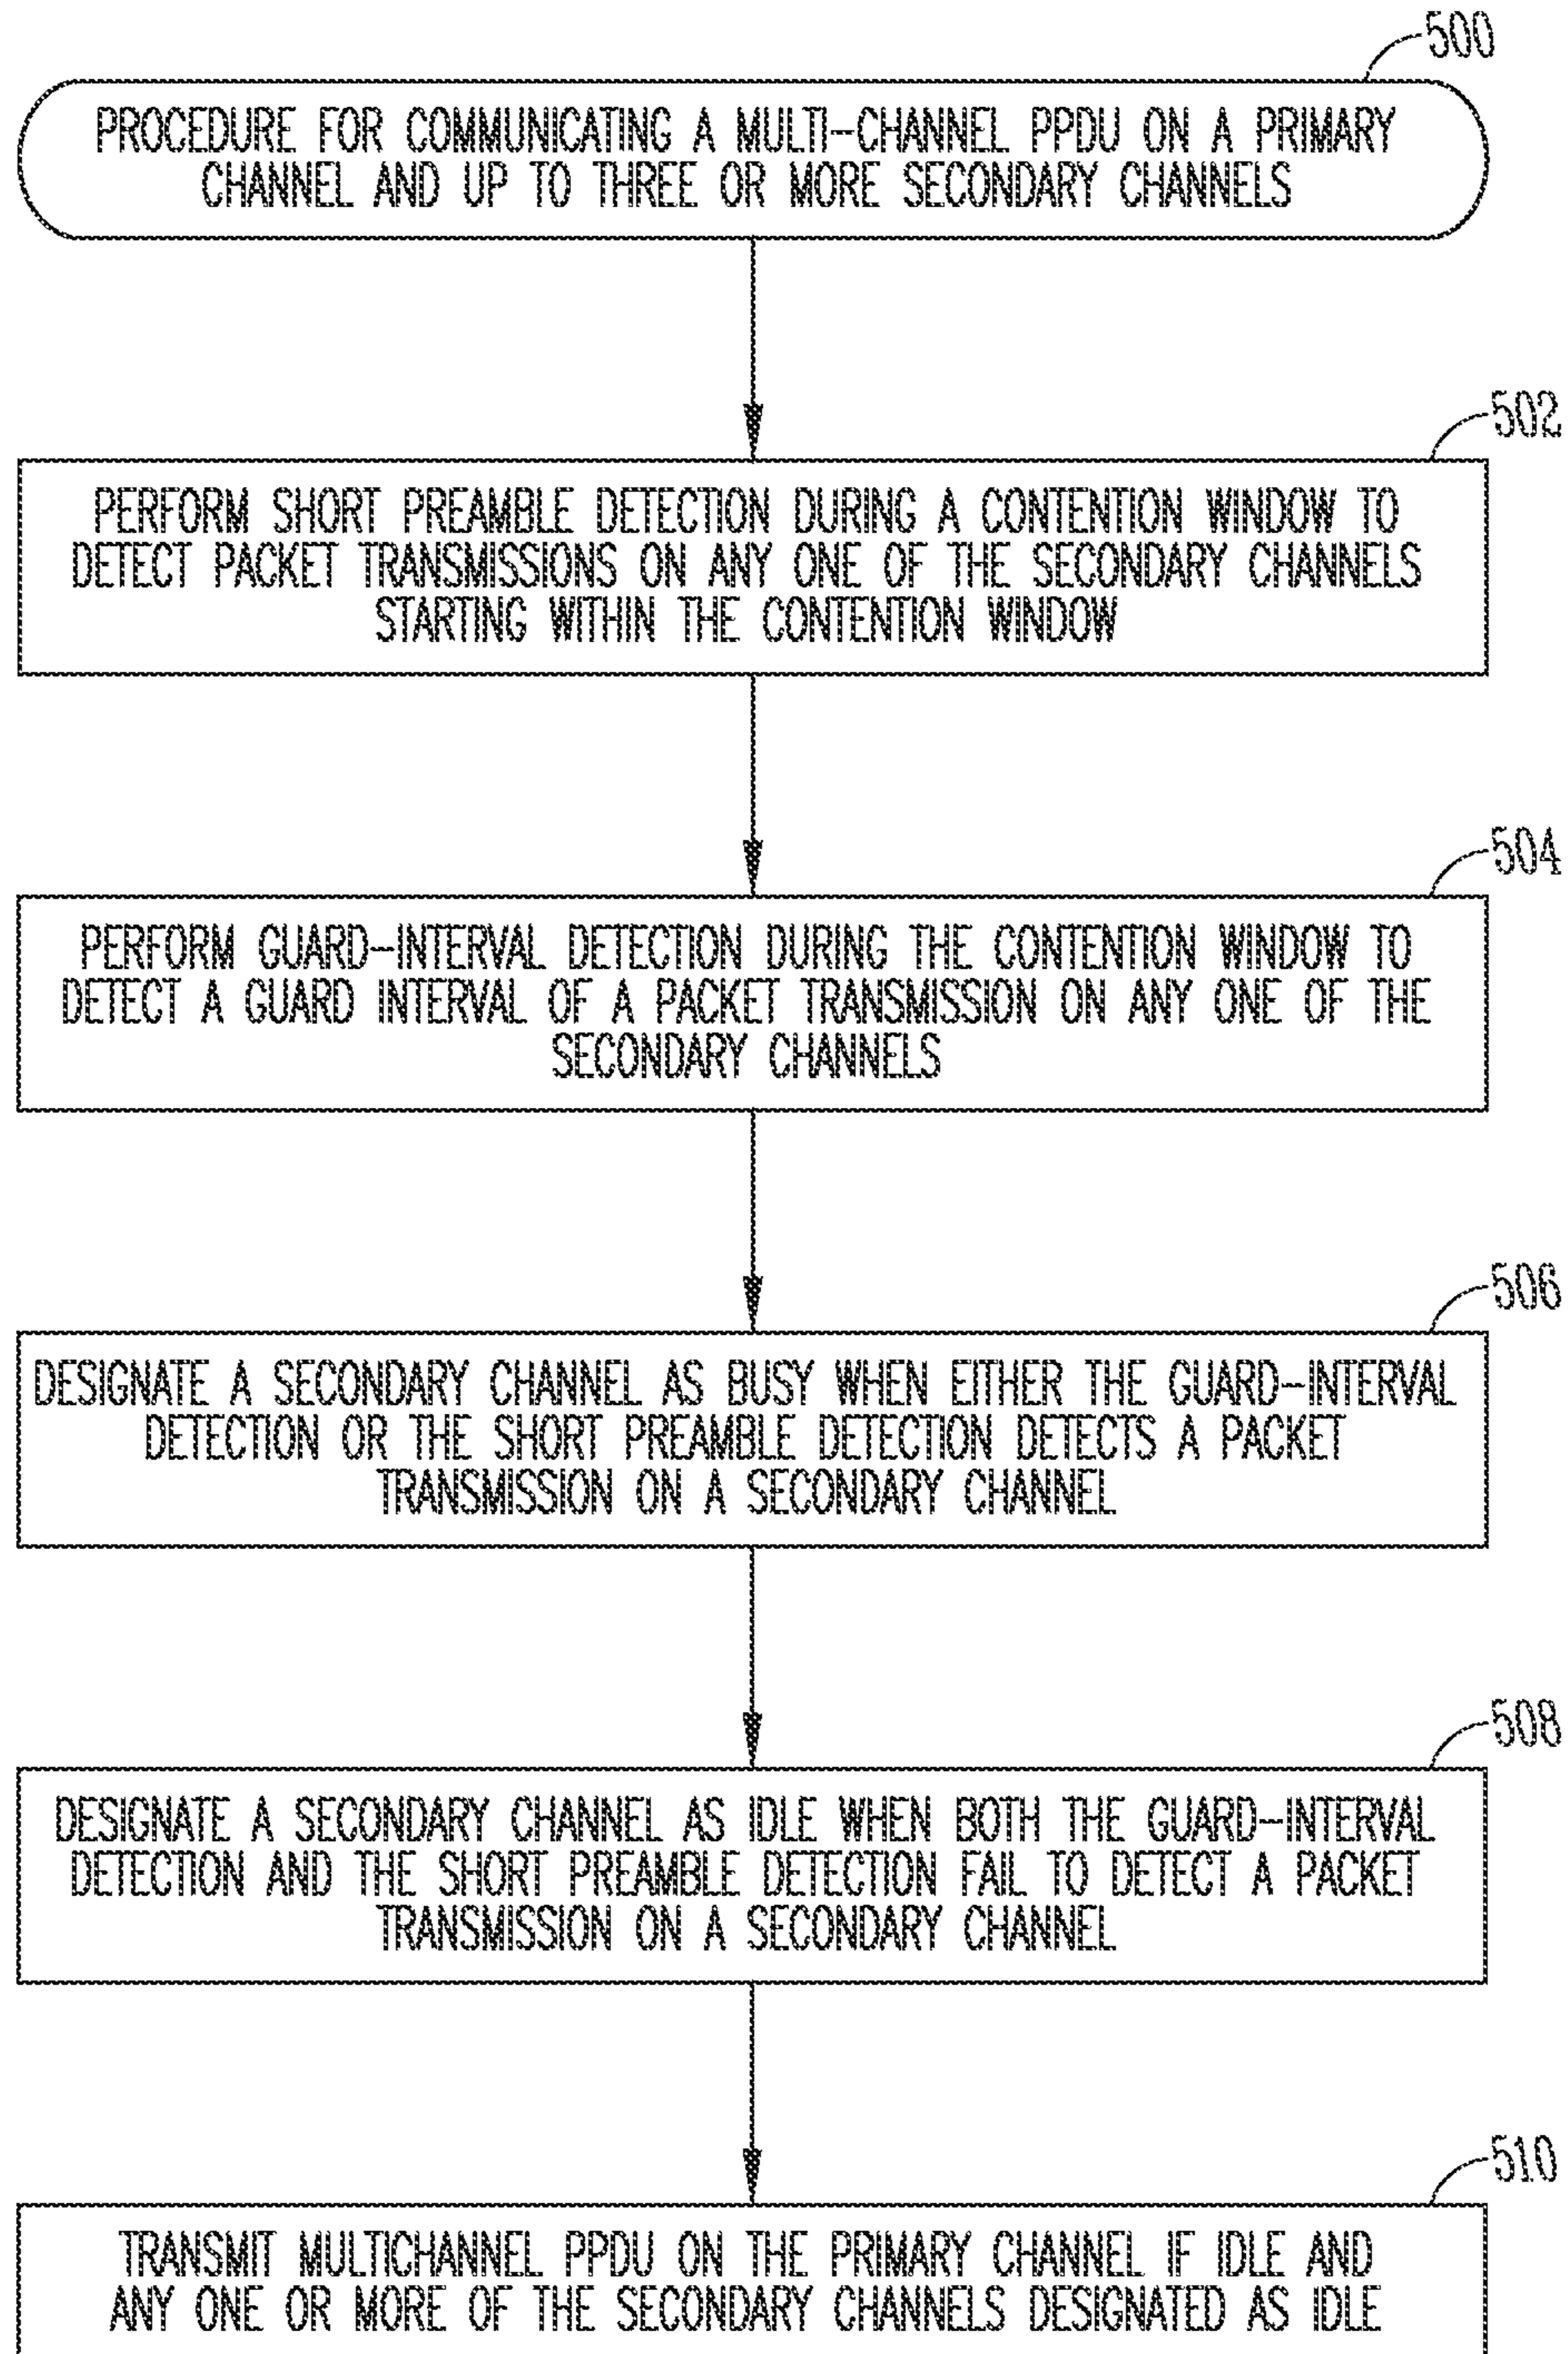 500
PROCEDURE FOR COMMUNICATING A MULTI-CHANNEL PPDU ON A PRIMARY
CHANNEL AND UP TO THREE OR MORE SECONDARY CHANNELS
502
PERFORM SHORT PREAMBLE DETECTION DURING A CONTENTION WINDOW TO
DETECT PACKET TRANSMISSIONS ON ANY ONE OF THE SECONDARY CHANNELS
STARTING WITHIN THE CONTENTION WINDOW
504
PERFORM GUARD-INTERVAL DETECTION DURING THE CONTENTION WINDOW TO
DETECT A GUARD INTERVAL OF A PACKET TRANSMISSION ON ANY ONE OF THE
SECONDARY CHANNELS
506
DESIGNATE A SECONDARY CHANNEL AS BUSY WHEN EITHER THE GUARD-INTERVAL
DETECTION OR THE SHORT PREAMBLE DETECTION DETECTS A PACKET
TRANSMISSION ON A SECONDARY CHANNEL
508
DESIGNATE A SECONDARY CHANNEL AS IDLE WHEN BOTH THE GUARD-INTERVAL
DETECTION AND THE SHORT PREAMBLE DETECTION FAIL TO DETECT A PACKET
TRANSMISSION ON A SECONDARY CHANNEL
510
TRANSMIT MULTICHANNEL PPDU ON THE PRIMARY CHANNEL IF IDLE AND
ANY ONE OR MORE OF THE SECONDARY CHANNELS DESIGNATED AS IDLE